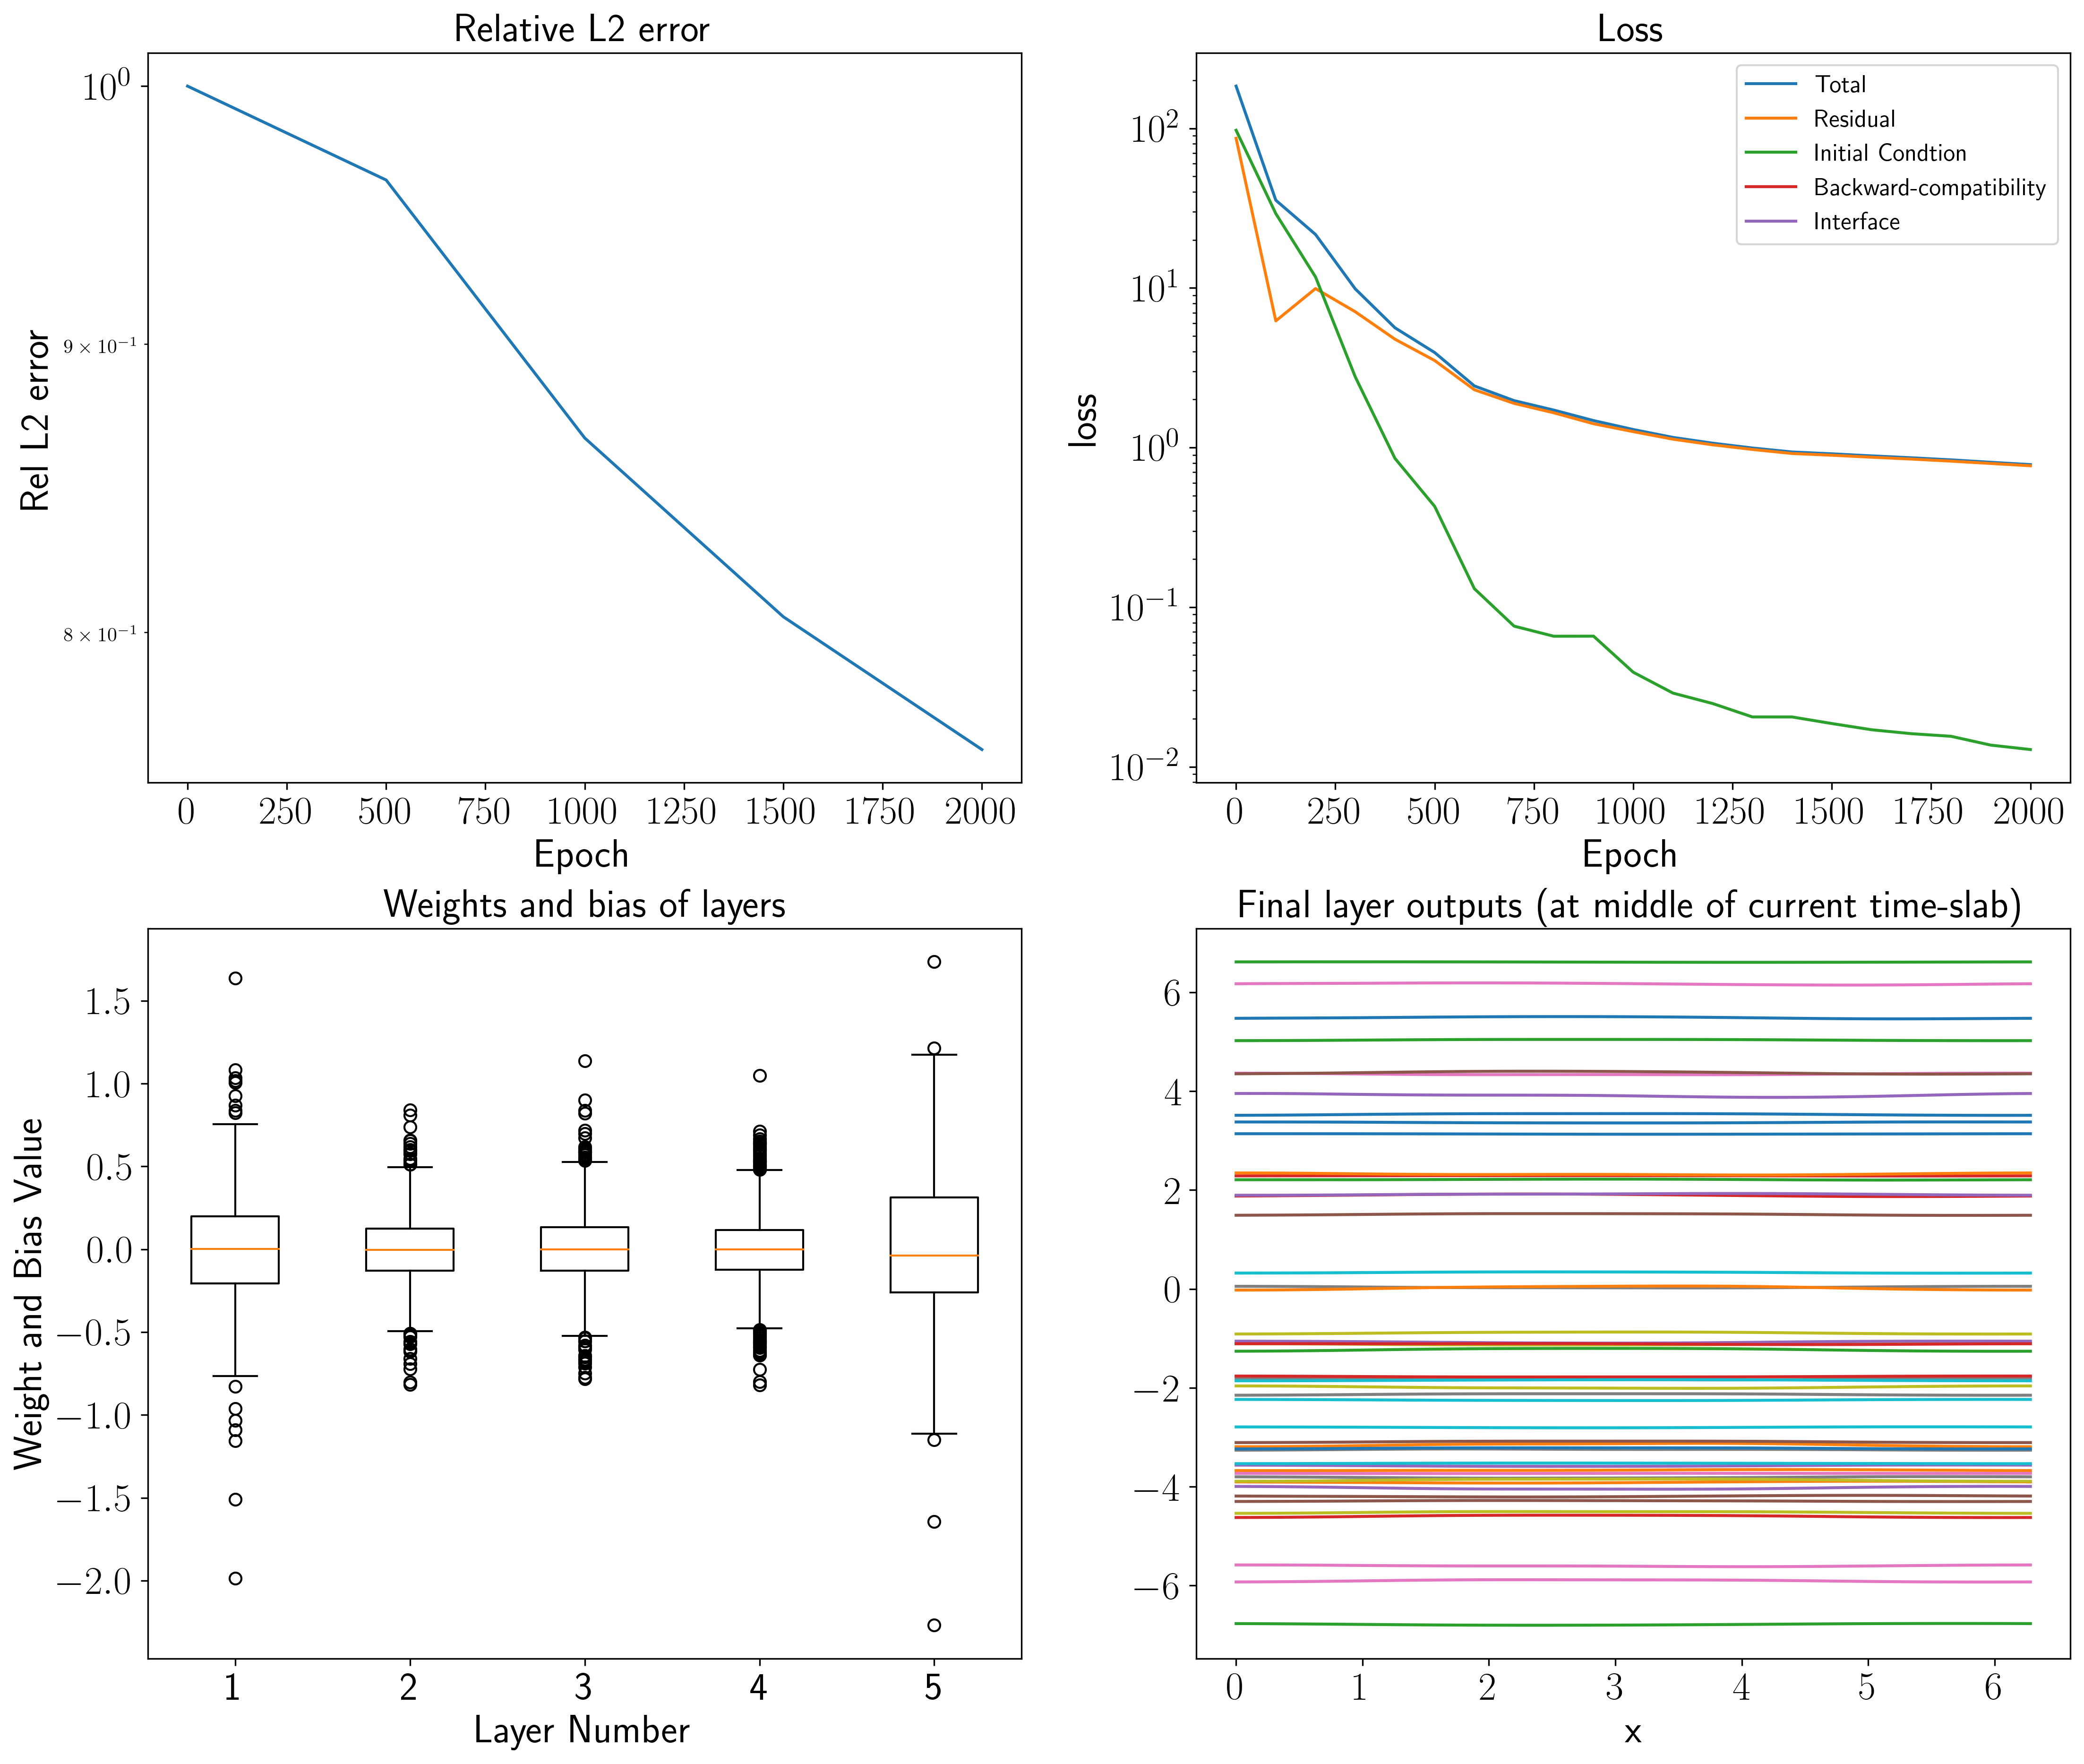 Relative L2 error
10^0
9 × 10^−1
8 × 10^−1
Rel L2 error
0 250 500 750 1000 1250 1500 1750 2000
Epoch
Loss
Total
Residual
Initial Condtion
Backward-compatibility
Interface
10^2
10^1
10^0
10^−1
10^−2
loss
0 250 500 750 1000 1250 1500 1750 2000
Epoch
Weights and bias of layers
1.5
1.0
0.5
0.0
−0.5
−1.0
−1.5
−2.0
Weight and Bias Value
1 2 3 4 5
Layer Number
Final layer outputs (at middle of current time-slab)
6
4
2
0
−2
−4
−6
0 1 2 3 4 5 6
x